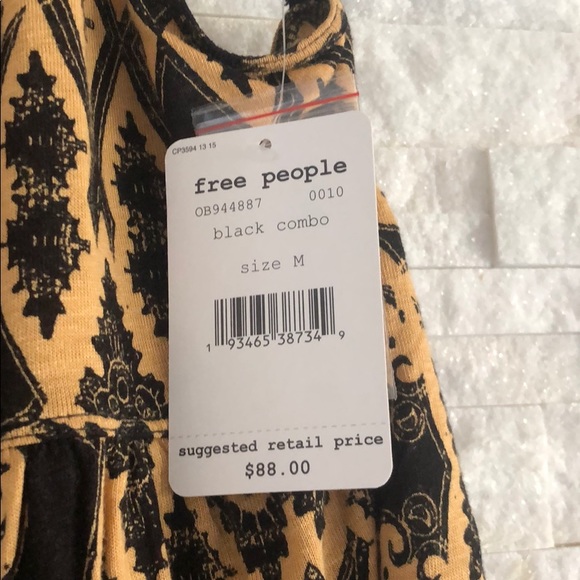 CP3594 13 15
free people
OB944887 0010
black combo
size M
1 93465 38734 9
suggested retail price
$88.00